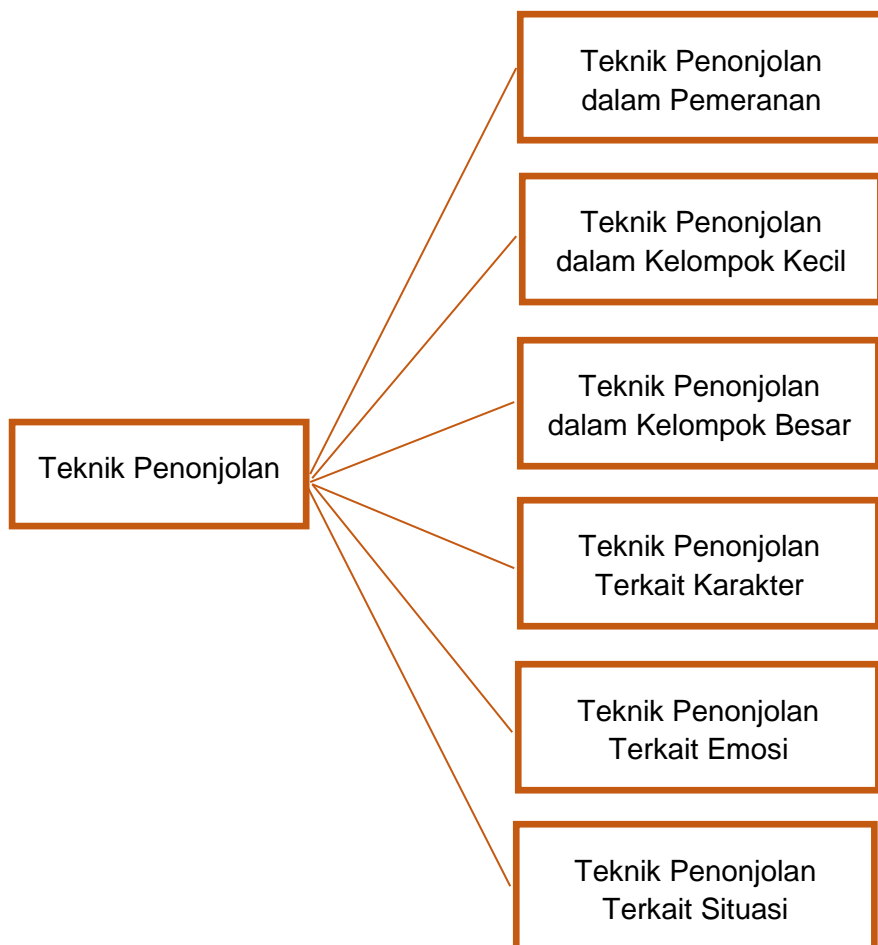 Teknik Penonjolan
Teknik Penonjolan
dalam Pemeranan
Teknik Penonjolan
dalam Kelompok Kecil
Teknik Penonjolan
dalam Kelompok Besar
Teknik Penonjolan
Terkait Karakter
Teknik Penonjolan
Terkait Emosi
Teknik Penonjolan
Terkait Situasi